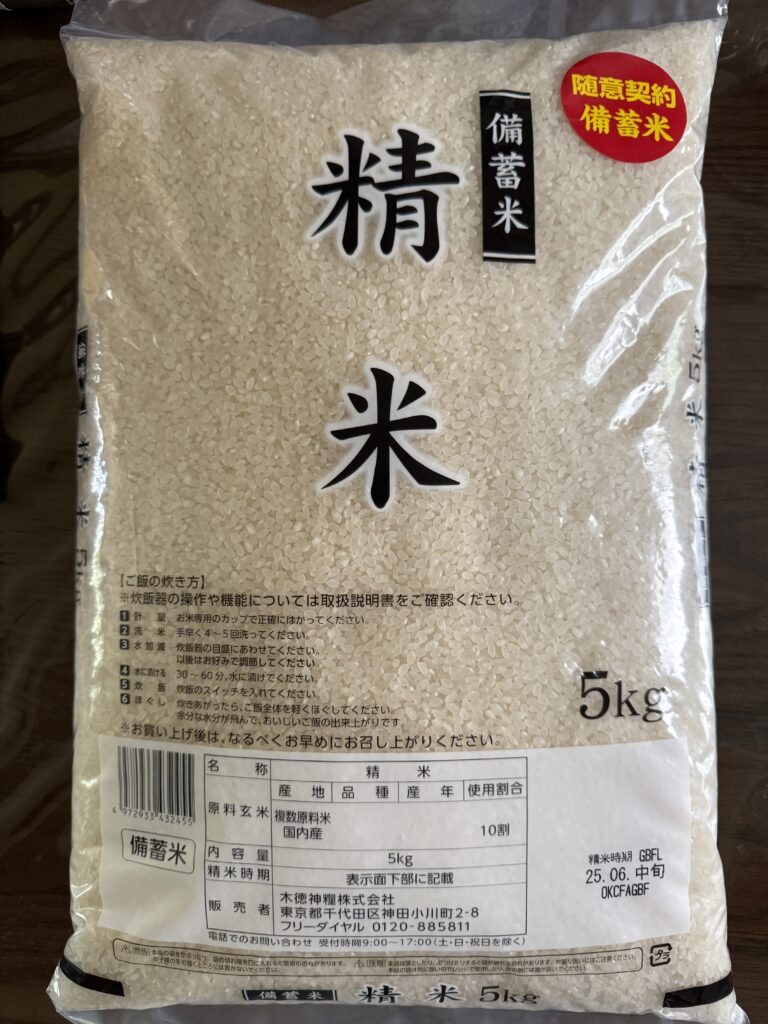 随意契約
備蓄米
備蓄米
精
米
【ご飯の炊き方】
※炊飯器の操作や機能については取扱説明書をご確認ください。
1 計量 お米専用のカップで正確にはかってください。
2 洗米 手早く4~5回洗ってください。
3 水加減 炊飯器の目盛にあわせてください。
以後はお好みで調節してください。
4 水に漬ける 30~60分、水に漬けてください。
5 炊飯 炊飯のスイッチを入れてください。
6 ほぐし 炊きあがったら、ご飯全体を軽くほぐしてください。
余分な水分が飛んで、おいしいご飯の出来上がりです。
※お買い上げ後は、なるべくお早めにお召し上がりください。
5kg
4 972933 432455
備蓄米
名称 精米
原料玄米 産地 品種 産年 使用割合
複数原料米
国内産 10割
内容量 5kg
精米時期 表示面下部に記載
販売者 木徳神糧株式会社
東京都千代田区神田小川町2-8
フリーダイヤル 0120-885811
電話でのお問い合わせ 受付時間9:00~17:00(土・日・祝日を除く)
精米時期 GBFL
25.06.中旬
OKCFAGBF
プラ
備蓄米 精米 5kg
米 5kg